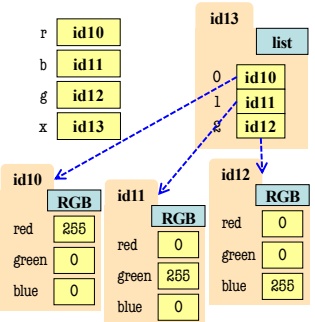 id13
list
r id10
b id11
g id12
x id13
0 id10
1 id11
2 id12
id10
RGB
red 255
green 0
blue 0
id11
RGB
red 0
green 255
blue 0
id12
RGB
red 0
green 0
blue 255